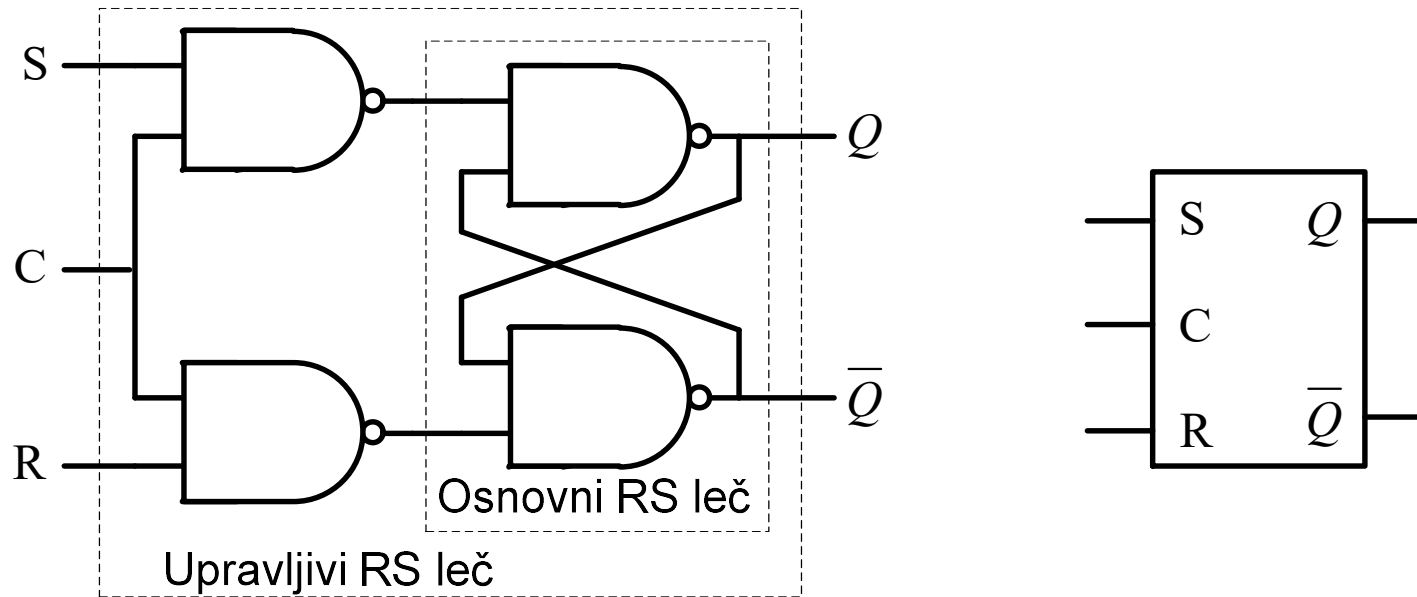 S
C
R
Q
Q̅
Osnovni RS leč
Upravljivi RS leč
S Q
C
R Q̅